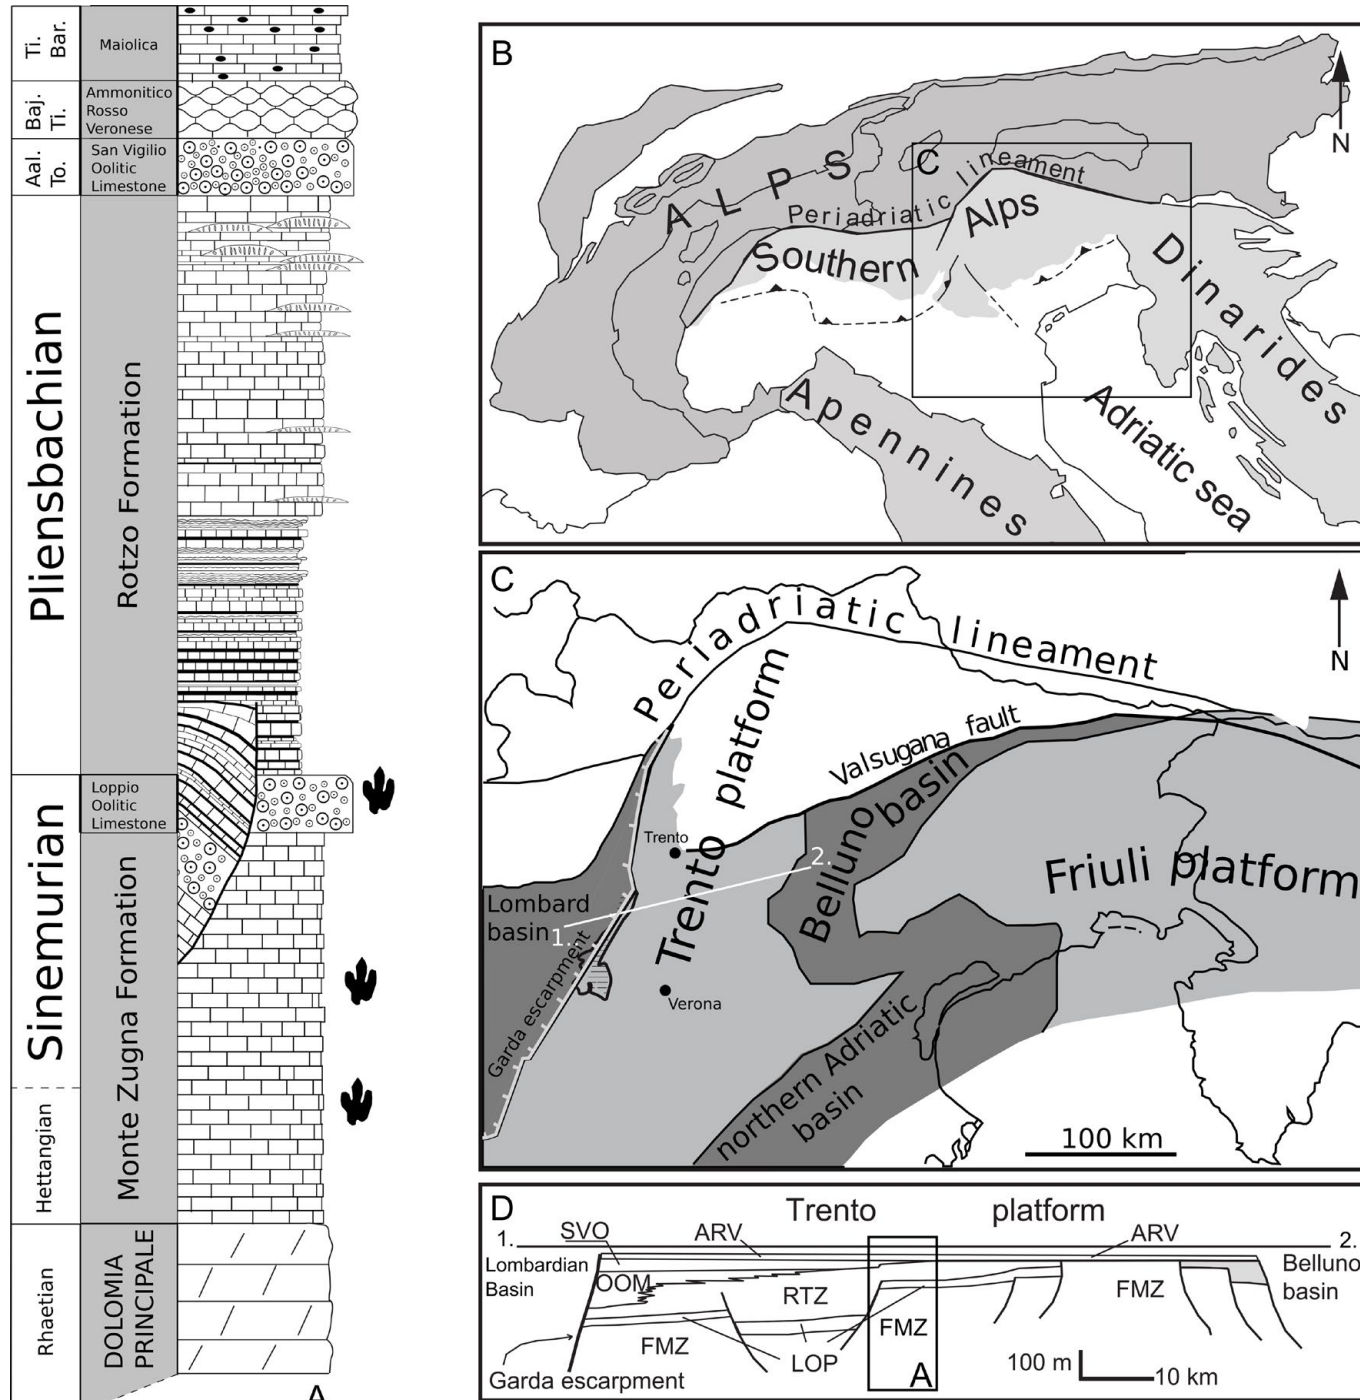 Ti.
Bar.
Maiolica
Baj.
Ti.
Ammonitico
Rosso
Veronese
Aal.
To.
San Vigilio
Oolitic
Limestone
Pliensbachian
Rotzo Formation
Sinemurian
Loppio
Oolitic
Limestone
Monte Zugna Formation
Hettangian
Rhaetian
DOLOMIA
PRINCIPALE
A
B
N
ALPS
C
Periadriatic lineament
Southern Alps
Dinarides
Apennines
Adriatic sea
C
N
Periadriatic lineament
Trento platform
Valsugana fault
Belluno basin
Trento
2.
Friuli platform
Lombard
basin
1.
Garda escarpment
Verona
northern Adriatic
basin
100 km
D
Trento platform
1.
SVO
ARV
ARV
2.
Lombardian
Basin
OOM
RTZ
FMZ
Belluno
basin
FMZ
FMZ
LOP
A
100 m
10 km
Garda escarpment